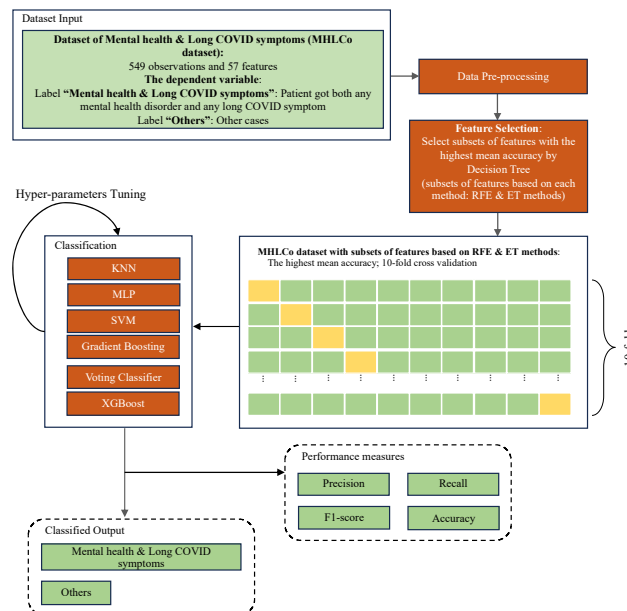 Dataset Input
Dataset of Mental health & Long COVID symptoms (MHLCo
dataset):
549 observations and 57 features
The dependent variable:
Label “Mental health & Long COVID symptoms”: Patient got both any
mental health disorder and any long COVID symptom
Label “Others”: Other cases
Data Pre-processing
Feature Selection:
Select subsets of features with the
highest mean accuracy by
Decision Tree
(subsets of features based on each
method: RFE & ET methods)
Hyper-parameters Tuning
Classification
KNN
MLP
SVM
Gradient Boosting
Voting Classifier
XGBoost
MHLCo dataset with subsets of features based on RFE & ET methods:
The highest mean accuracy; 10-fold cross validation
Performance measures
Precision
Recall
F1-score
Accuracy
Classified Output
Mental health & Long COVID
symptoms
Others